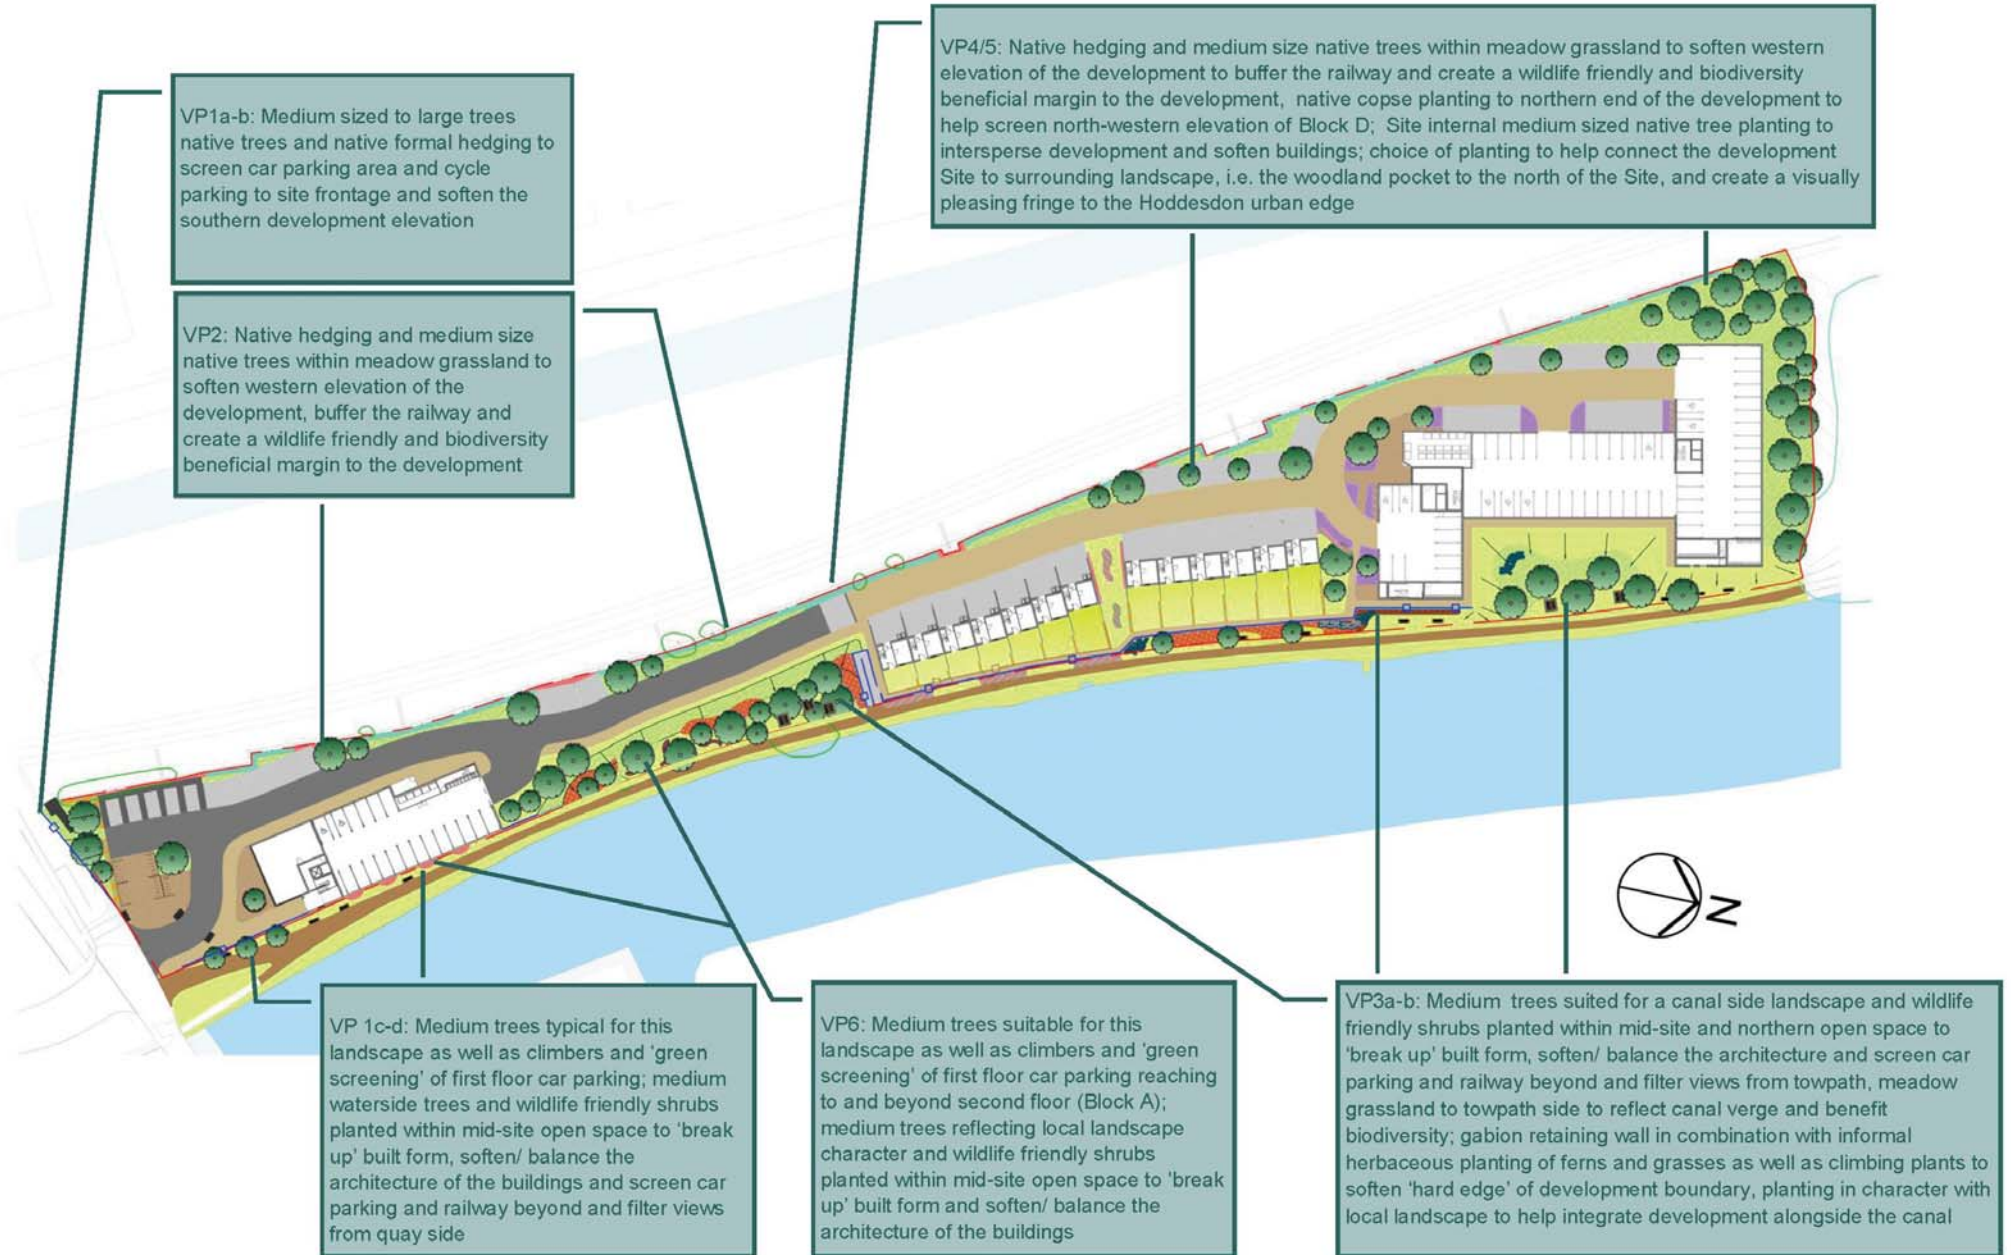 VP1a-b: Medium sized to large trees
native trees and native formal hedging to
screen car parking area and cycle
parking to site frontage and soften the
southern development elevation
VP2: Native hedging and medium size
native trees within meadow grassland to
soften western elevation of the
development, buffer the railway and
create a wildlife friendly and biodiversity
beneficial margin to the development
VP4/5: Native hedging and medium size native trees within meadow grassland to soften western
elevation of the development to buffer the railway and create a wildlife friendly and biodiversity
beneficial margin to the development, native copse planting to northern end of the development to
help screen north-western elevation of Block D; Site internal medium sized native tree planting to
intersperse development and soften buildings; choice of planting to help connect the development
Site to surrounding landscape, i.e. the woodland pocket to the north of the Site, and create a visually
pleasing fringe to the Hoddesdon urban edge
N
VP 1c-d: Medium trees typical for this
landscape as well as climbers and ‘green
screening’ of first floor car parking; medium
waterside trees and wildlife friendly shrubs
planted within mid-site open space to ‘break
up’ built form, soften/ balance the
architecture of the buildings and screen car
parking and railway beyond and filter views
from quay side
VP6: Medium trees suitable for this
landscape as well as climbers and ‘green
screening’ of first floor car parking reaching
to and beyond second floor (Block A);
medium trees reflecting local landscape
character and wildlife friendly shrubs
planted within mid-site open space to ‘break
up’ built form and soften/ balance the
architecture of the buildings
VP3a-b: Medium trees suited for a canal side landscape and wildlife
friendly shrubs planted within mid-site and northern open space to
‘break up’ built form, soften/ balance the architecture and screen car
parking and railway beyond and filter views from towpath, meadow
grassland to towpath side to reflect canal verge and benefit
biodiversity; gabion retaining wall in combination with informal
herbaceous planting of ferns and grasses as well as climbing plants to
soften ‘hard edge’ of development boundary, planting in character with
local landscape to help integrate development alongside the canal